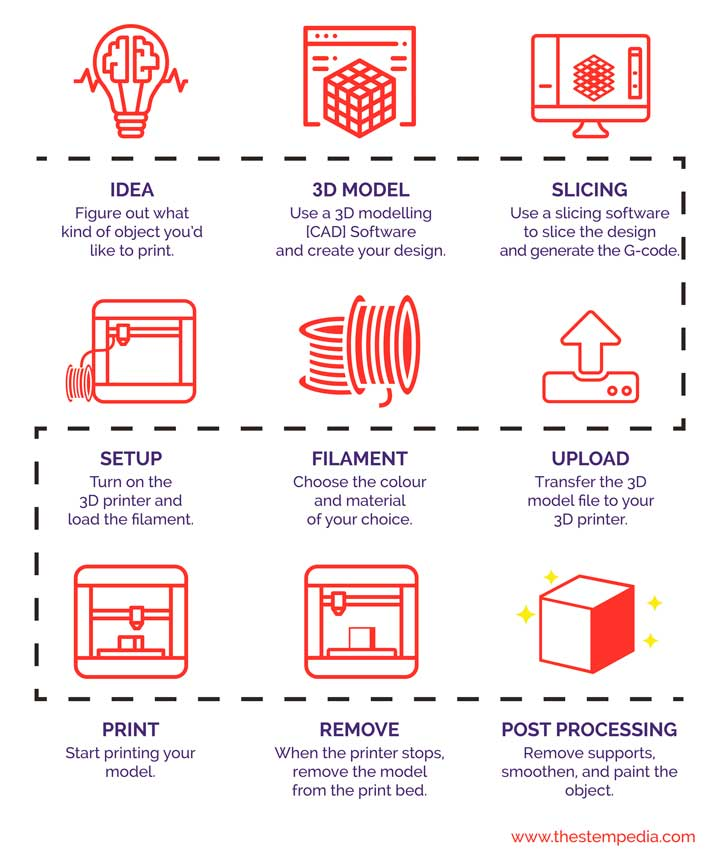 IDEA
Figure out what
kind of object you'd
like to print.
3D MODEL
Use a 3D modelling
[CAD] Software
and create your design.
SLICING
Use a slicing software
to slice the design
and generate the G-code.
SETUP
Turn on the
3D printer and
load the filament.
FILAMENT
Choose the colour
and material
of your choice.
UPLOAD
Transfer the 3D
model file to your
3D printer.
PRINT
Start printing your
model.
REMOVE
When the printer stops,
remove the model
from the print bed.
POST PROCESSING
Remove supports,
smoothen, and paint the
object.
www.thestempedia.com